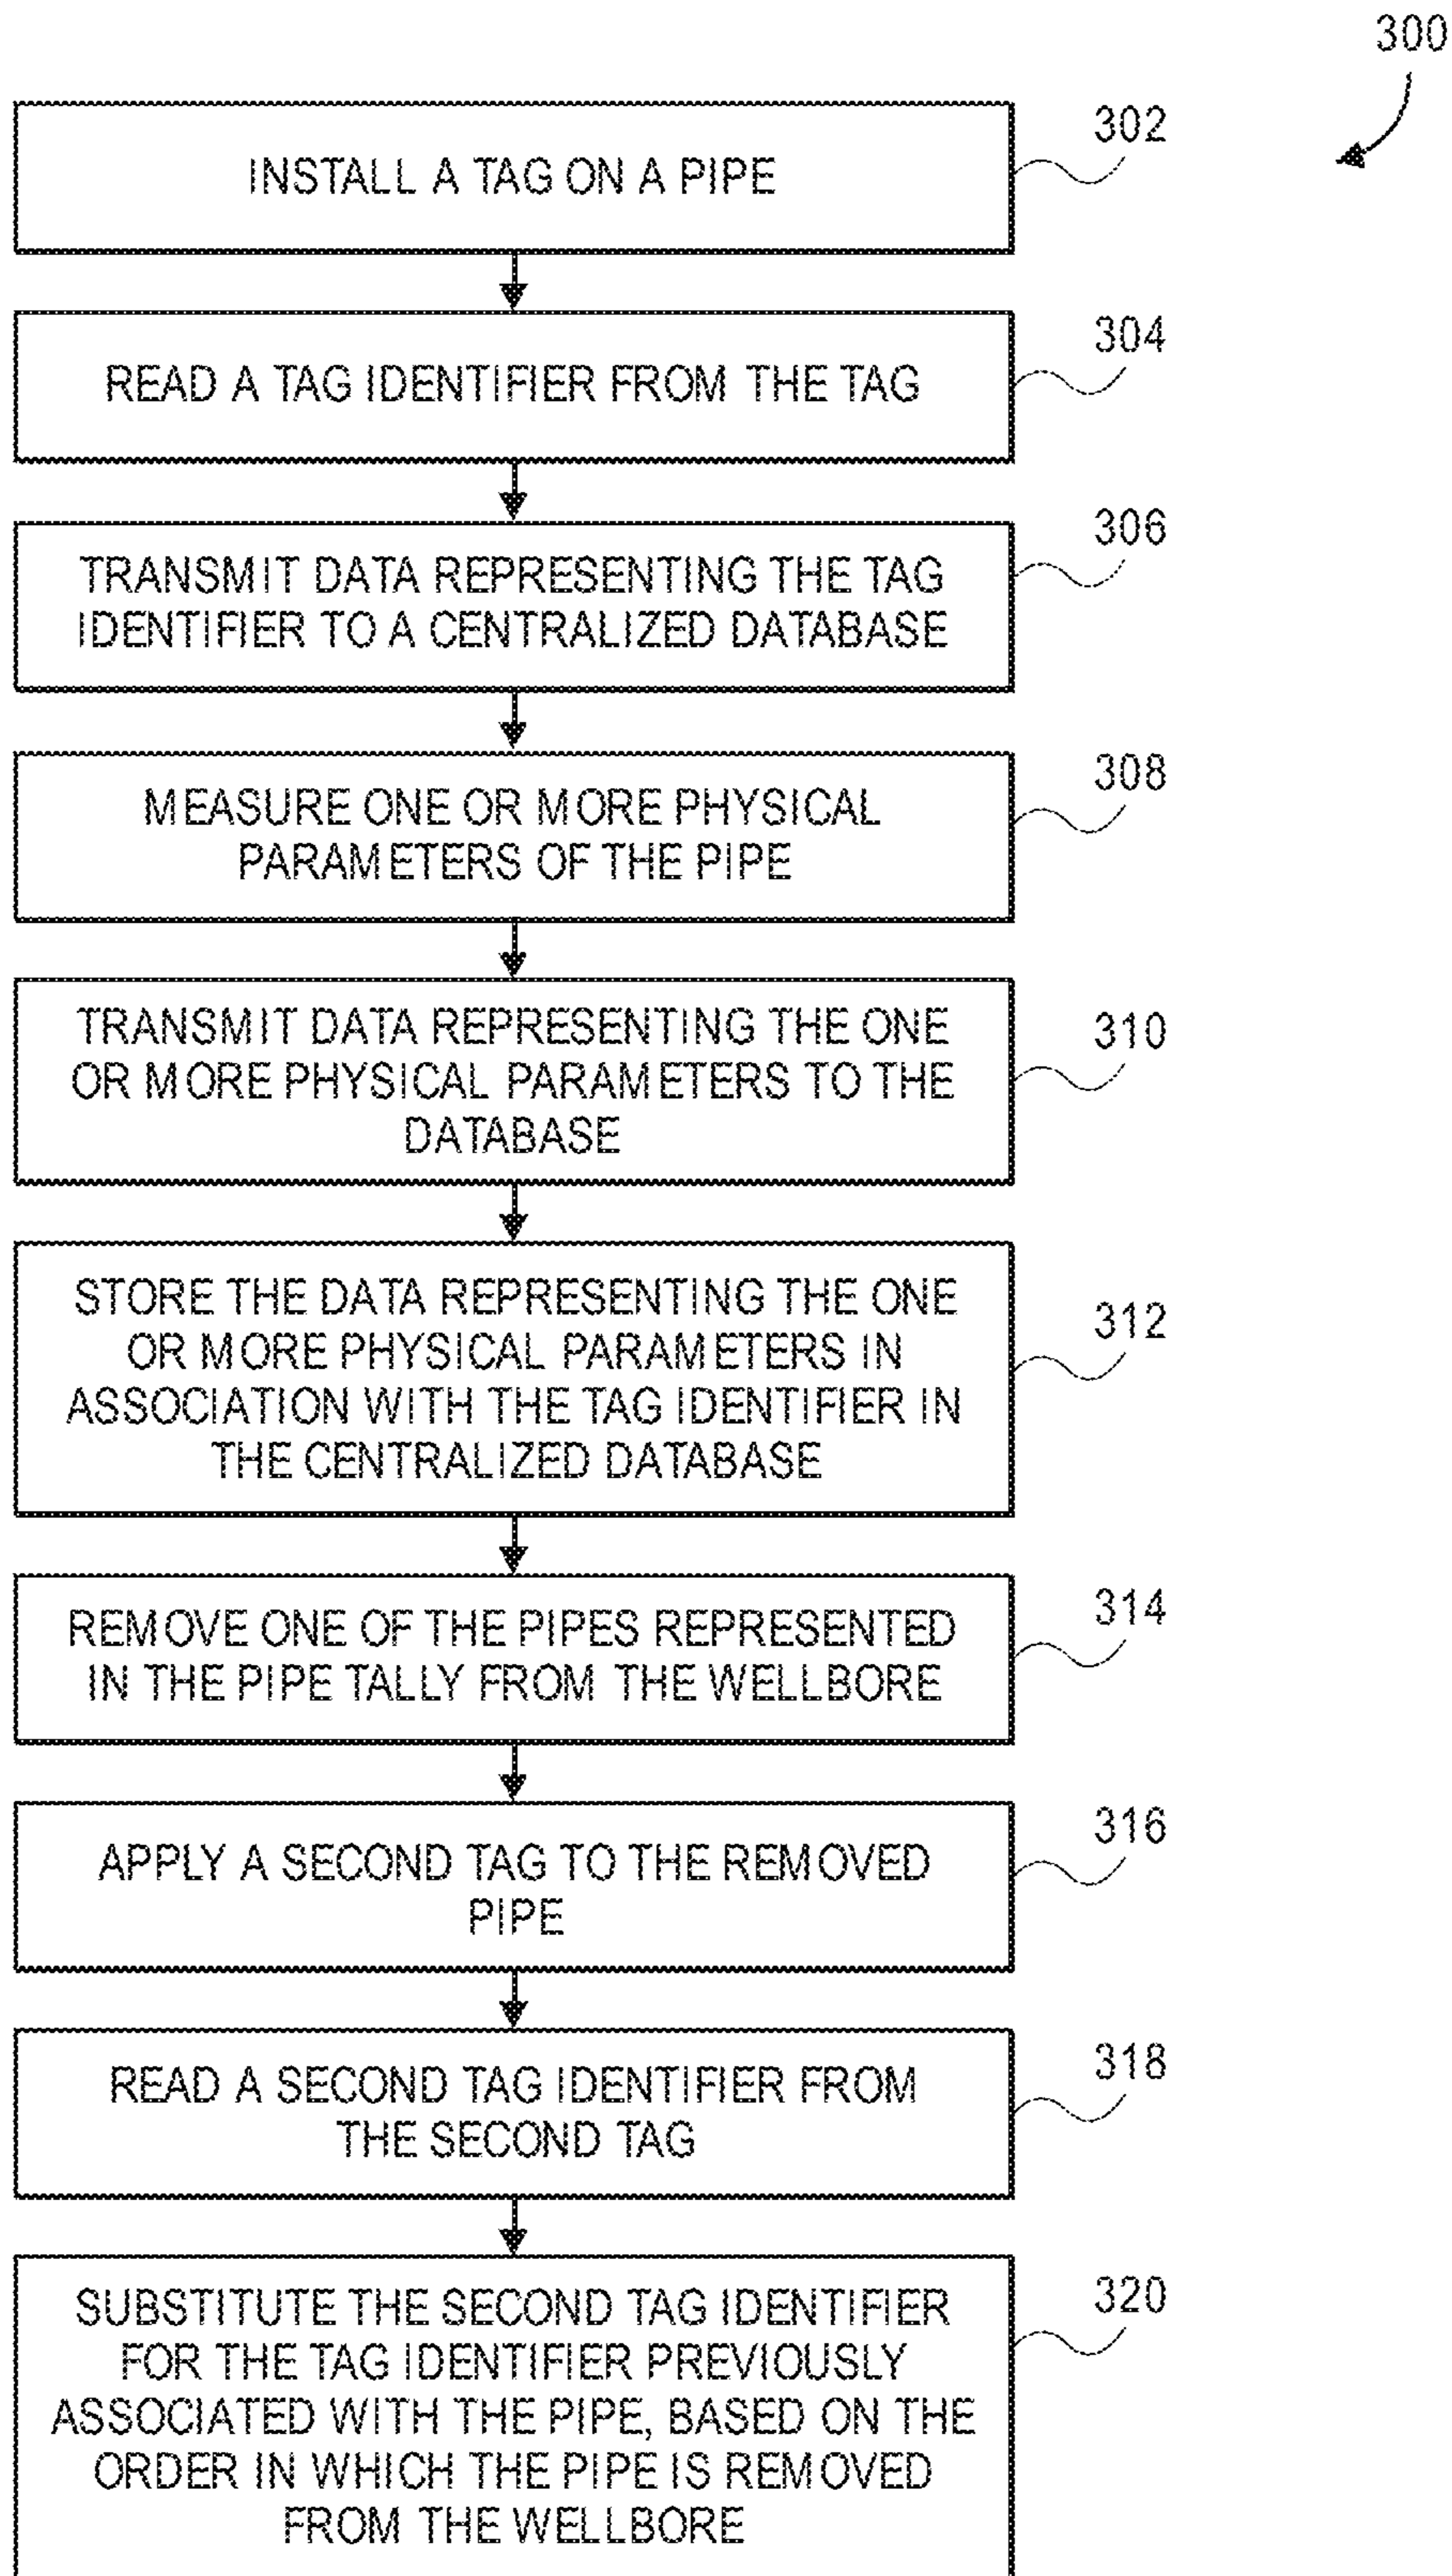 300
INSTALL A TAG ON A PIPE
302
READ A TAG IDENTIFIER FROM THE TAG
304
TRANSMIT DATA REPRESENTING THE TAG
IDENTIFIER TO A CENTRALIZED DATABASE
306
MEASURE ONE OR MORE PHYSICAL
PARAMETERS OF THE PIPE
308
TRANSMIT DATA REPRESENTING THE ONE
OR MORE PHYSICAL PARAMETERS TO THE
DATABASE
310
STORE THE DATA REPRESENTING THE ONE
OR MORE PHYSICAL PARAMETERS IN
ASSOCIATION WITH THE TAG IDENTIFIER IN
THE CENTRALIZED DATABASE
312
REMOVE ONE OF THE PIPES REPRESENTED
IN THE PIPE TALLY FROM THE WELLBORE
314
APPLY A SECOND TAG TO THE REMOVED
PIPE
316
READ A SECOND TAG IDENTIFIER FROM
THE SECOND TAG
318
SUBSTITUTE THE SECOND TAG IDENTIFIER
FOR THE TAG IDENTIFIER PREVIOUSLY
ASSOCIATED WITH THE PIPE, BASED ON THE
ORDER IN WHICH THE PIPE IS REMOVED
FROM THE WELLBORE
320